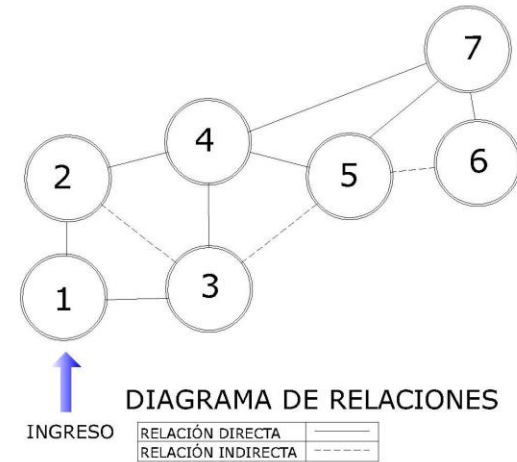 7
4
6
5
2
3
1
DIAGRAMA DE RELACIONES
INGRESO
RELACIÓN DIRECTA
RELACIÓN INDIRECTA